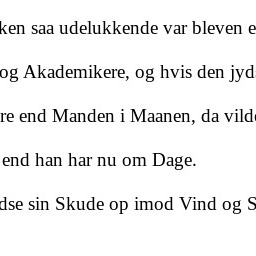 ken saa udelukkende var bleven e
og Akademikere, og hvis den jyds
re end Manden i Maanen, da vilde
end han har nu om Dage.
dse sin Skude op imod Vind og S